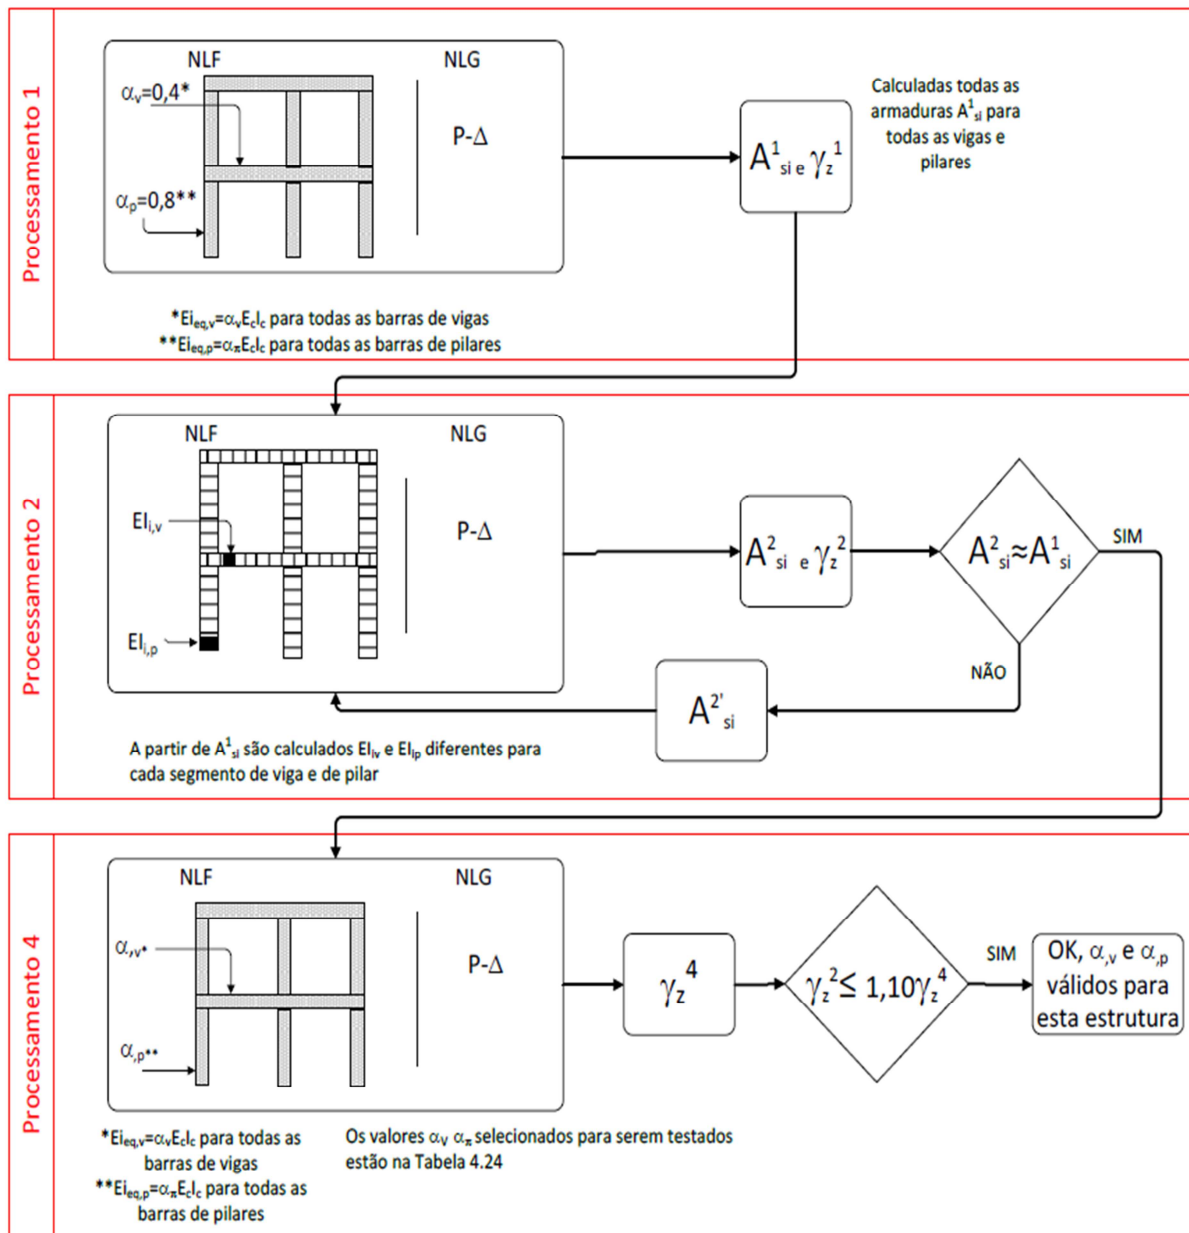 Processamento 1
NLF
NLG
αv=0,4*
P-Δ
αp=0,8**
A¹si e γz¹
Calculadas todas as
armaduras A¹si para
todas as vigas e
pilares
*Eieq,v=αvEcIc para todas as barras de vigas
**Eieq,p=απEcIc para todas as barras de pilares
Processamento 2
NLF
NLG
EIi,v
P-Δ
EIi,p
A²si e γz²
A²si≈A¹si
SIM
NÃO
A²'si
A partir de A¹si são calculados EIiv e EIip diferentes para
cada segmento de viga e de pilar
Processamento 4
NLF
NLG
α,v*
P-Δ
α,p**
γz⁴
γz²≤ 1,10γz⁴
SIM
OK, α,v e α,p
válidos para
esta estrutura
*Eieq,v=αvEcIc para todas as
barras de vigas
**Eieq,p=απEcIc para todas as
barras de pilares
Os valores αv απ selecionados para serem testados
estão na Tabela 4.24